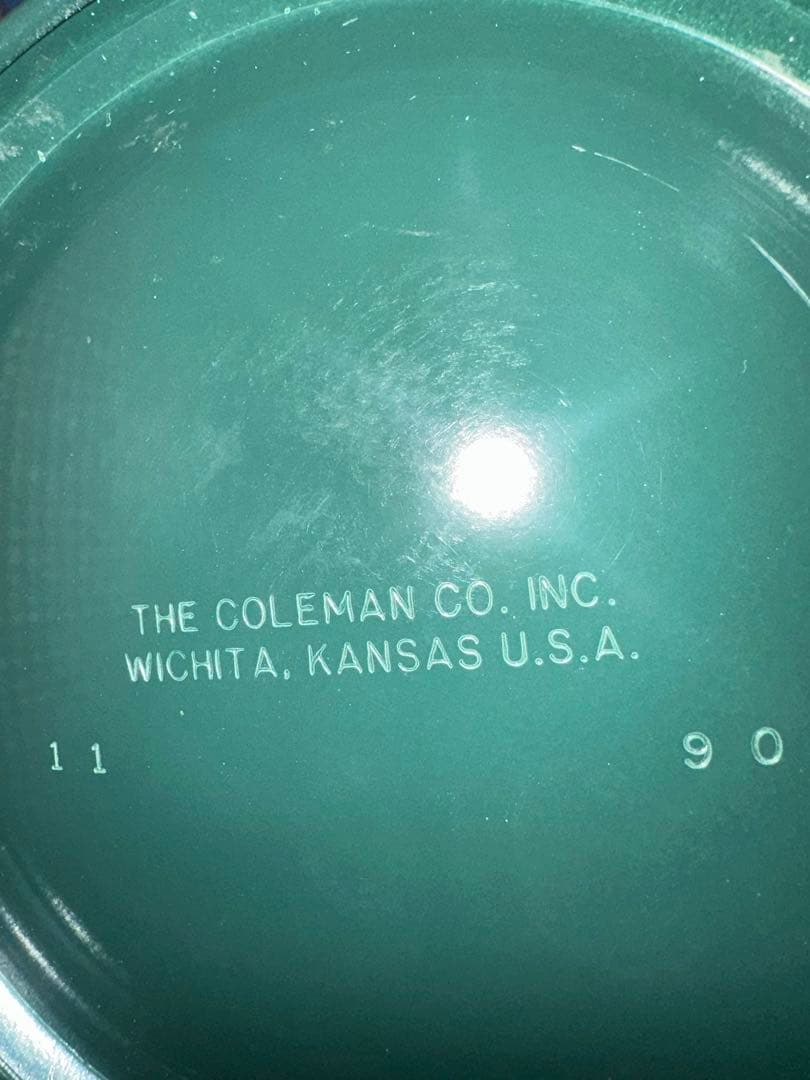 THE COLEMAN CO. INC.
WICHITA, KANSAS U.S.A.
11 90